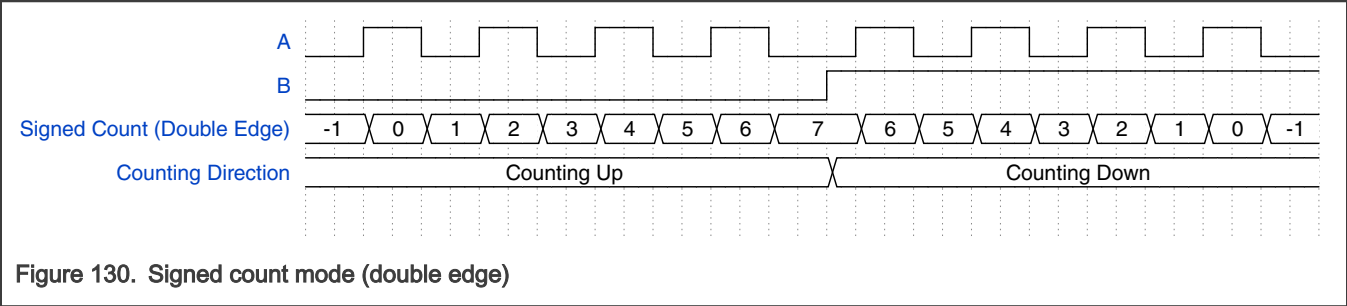 A
B
Signed Count (Double Edge) -1 0 1 2 3 4 5 6 7 6 5 4 3 2 1 0 -1
Counting Direction Counting Up Counting Down
Figure 130. Signed count mode (double edge)